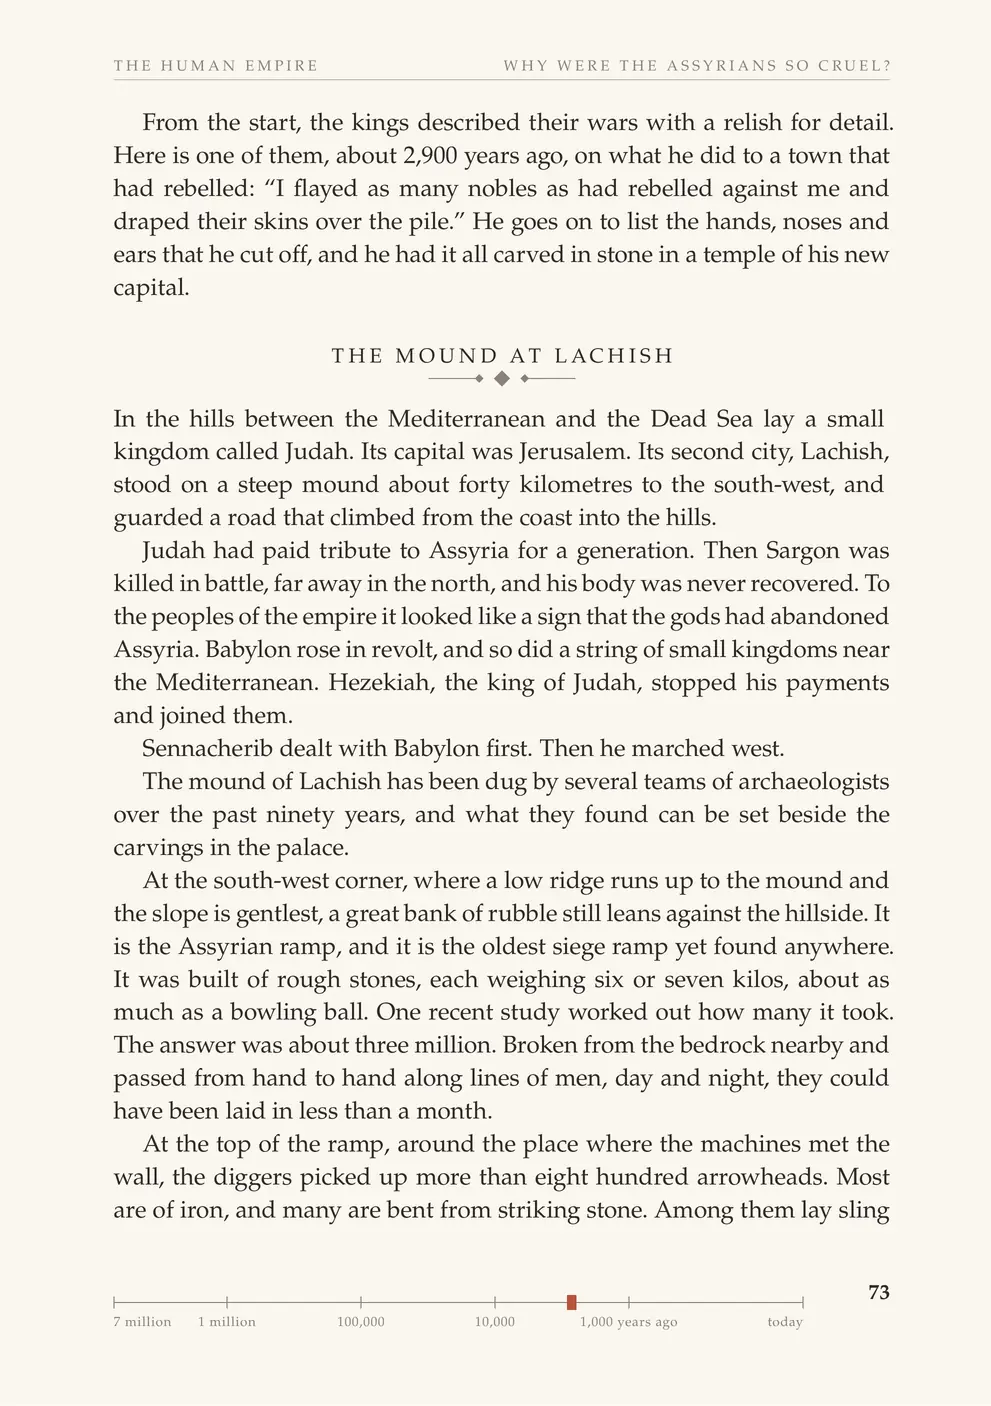 THE HUMAN EMPIRE
WHY WERE THE ASSYRIANS SO CRUEL?
From the start, the kings described their wars with a relish for detail.
Here is one of them, about 2,900 years ago, on what he did to a town that
had rebelled: “I flayed as many nobles as had rebelled against me and
draped their skins over the pile.” He goes on to list the hands, noses and
ears that he cut off, and he had it all carved in stone in a temple of his new
capital.
THE MOUND AT LACHISH
In the hills between the Mediterranean and the Dead Sea lay a small
kingdom called Judah. Its capital was Jerusalem. Its second city, Lachish,
stood on a steep mound about forty kilometres to the south-west, and
guarded a road that climbed from the coast into the hills.
Judah had paid tribute to Assyria for a generation. Then Sargon was
killed in battle, far away in the north, and his body was never recovered. To
the peoples of the empire it looked like a sign that the gods had abandoned
Assyria. Babylon rose in revolt, and so did a string of small kingdoms near
the Mediterranean. Hezekiah, the king of Judah, stopped his payments
and joined them.
Sennacherib dealt with Babylon first. Then he marched west.
The mound of Lachish has been dug by several teams of archaeologists
over the past ninety years, and what they found can be set beside the
carvings in the palace.
At the south-west corner, where a low ridge runs up to the mound and
the slope is gentlest, a great bank of rubble still leans against the hillside. It
is the Assyrian ramp, and it is the oldest siege ramp yet found anywhere.
It was built of rough stones, each weighing six or seven kilos, about as
much as a bowling ball. One recent study worked out how many it took.
The answer was about three million. Broken from the bedrock nearby and
passed from hand to hand along lines of men, day and night, they could
have been laid in less than a month.
At the top of the ramp, around the place where the machines met the
wall, the diggers picked up more than eight hundred arrowheads. Most
are of iron, and many are bent from striking stone. Among them lay sling
73
7 million
1 million
100,000
10,000
1,000 years ago
today